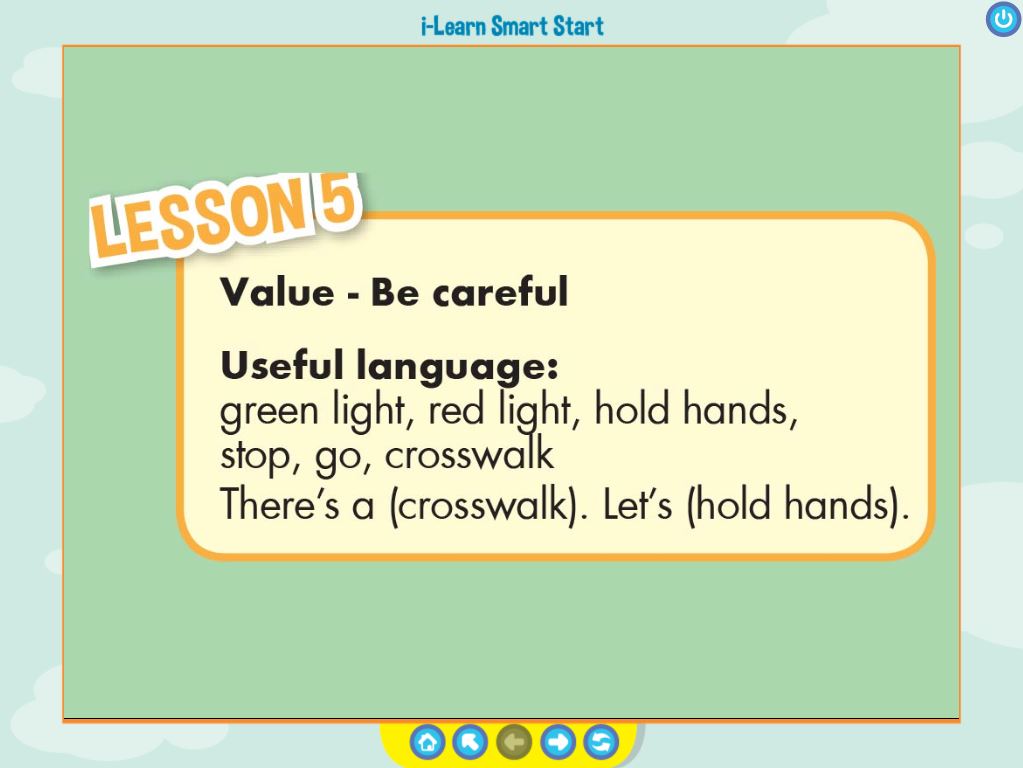 i-Learn Smart Start
LESSON 5
Value - Be careful
Useful language:
green light, red light, hold hands,
stop, go, crosswalk
There's a (crosswalk). Let's (hold hands).